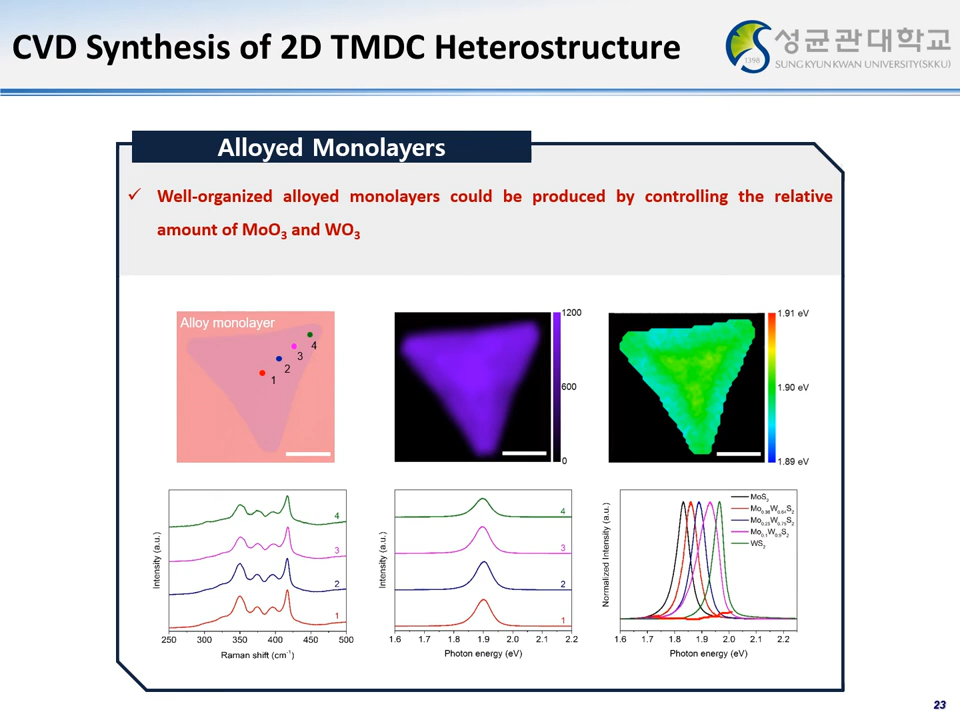 CVD Synthesis of 2D TMDC Heterostructure
성균관대학교
SUNG KYUN KWAN UNIVERSITY(SKKU)
1398
Alloyed Monolayers
✓ Well-organized alloyed monolayers could be produced by controlling the relative
amount of MoO3 and WO3
Alloy monolayer
4
3
2
1
1200
600
0
1.91 eV
1.90 eV
1.89 eV
Intensity (a.u.)
4
3
2
1
250 300 350 400 450 500
Raman shift (cm-1)
Intensity (a.u.)
4
3
2
1
1.6 1.7 1.8 1.9 2.0 2.1 2.2
Photon energy (eV)
Normalized Intensity (a.u.)
MoS2
WS2
1.6 1.7 1.8 1.9 2.0 2.1 2.2
Photon energy (eV)
23